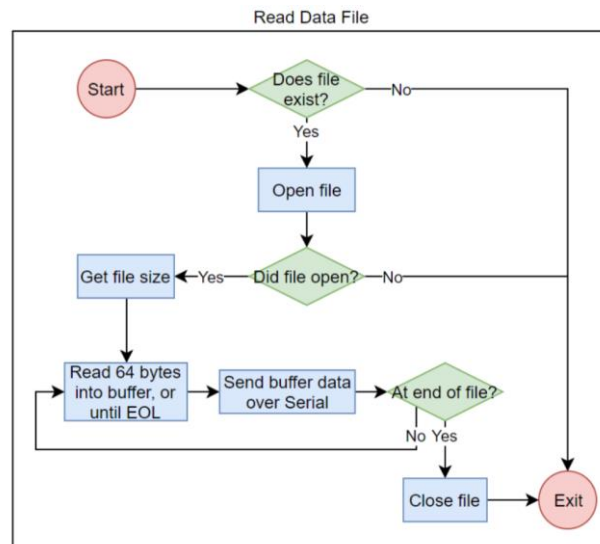 Read Data File
Start
Does file
exist?
No
Yes
Open file
Get file size
Yes
Did file open?
No
Read 64 bytes
into buffer, or
until EOL
Send buffer data
over Serial
At end of file?
No
Yes
Close file
Exit